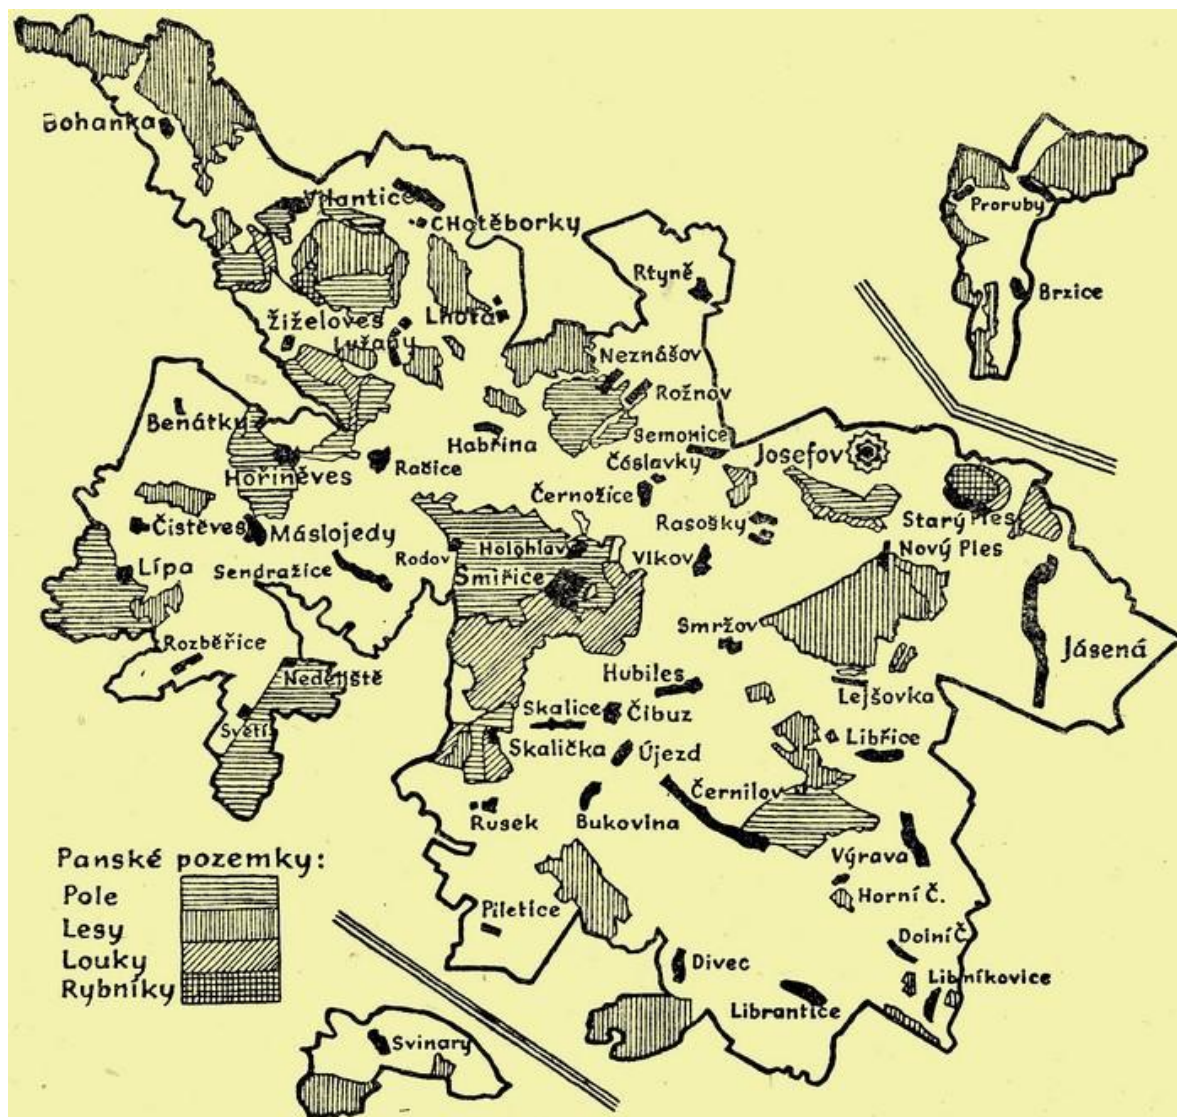 Bohanka
Vilantice
CHotěborky
Proruby
Rtyně
Brzice
Žiželoves
Lhota
Lužany
Neznášov
Rožnov
Benátky
Habřina
Semonice
Josefov
Hořiněves
Račice
Čáslavky
Černožice
Starý Ples
Čistěves
Máslojedy
Rasošky
Nový Ples
Rodov
Holohlav
Vlkov
Lípa
Sendražice
Smiřice
Smržov
Jásená
Rozběřice
Neděliště
Hubiles
Lejšovka
Skalice
Čibuz
Světí
Skalička
Újezd
Libřice
Černilov
Rusek
Bukovina
Výrava
Panské pozemky:
Pole
Horní Č.
Lesy
Piletice
Louky
Dolní Č.
Rybníky
Divec
Libníkovice
Librantice
Svinary